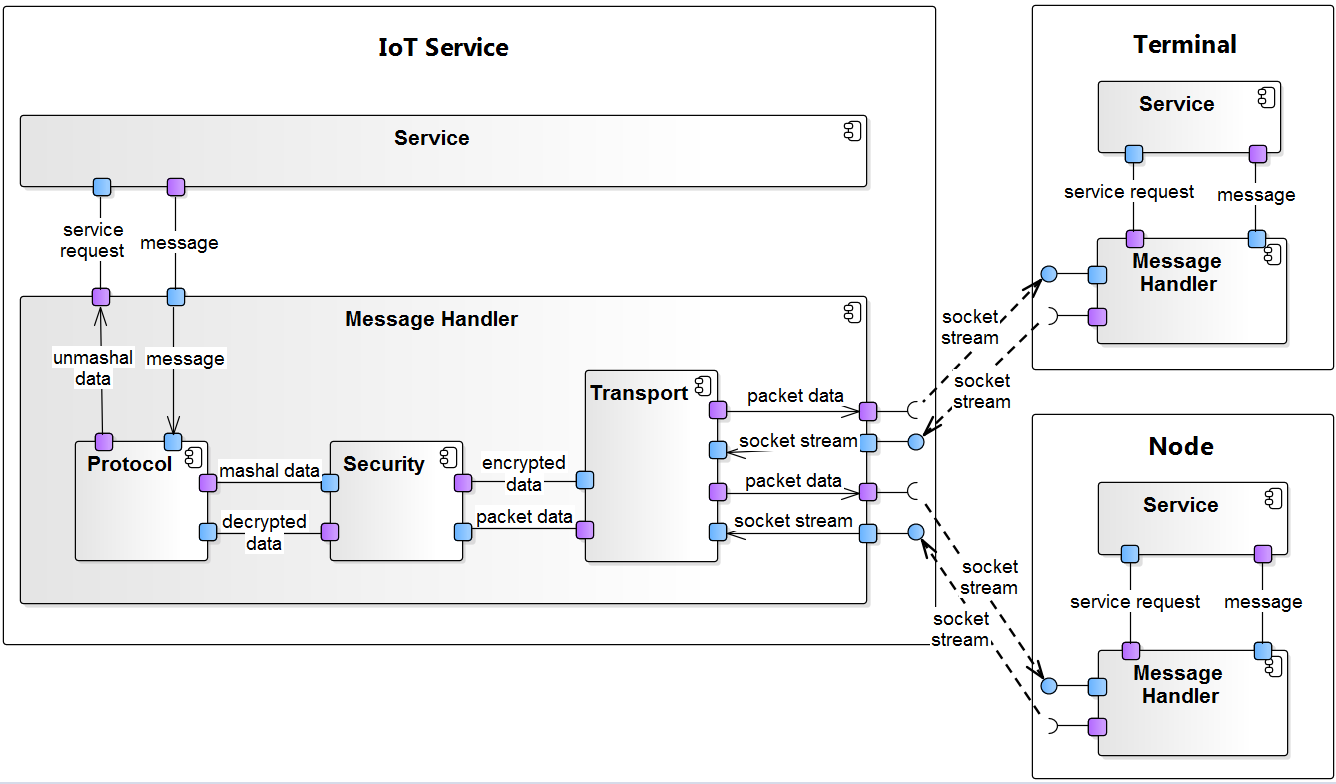 IoT Service
Service
service
request
message
Message Handler
unmashal
data
message
Protocol
mashal data
decrypted
data
Security
encrypted
data
packet data
Transport
packet data
socket stream
packet data
socket stream
socket
stream
socket
stream
socket
stream
socket
stream
Terminal
Service
service request
message
Message
Handler
Node
Service
service request
message
Message
Handler